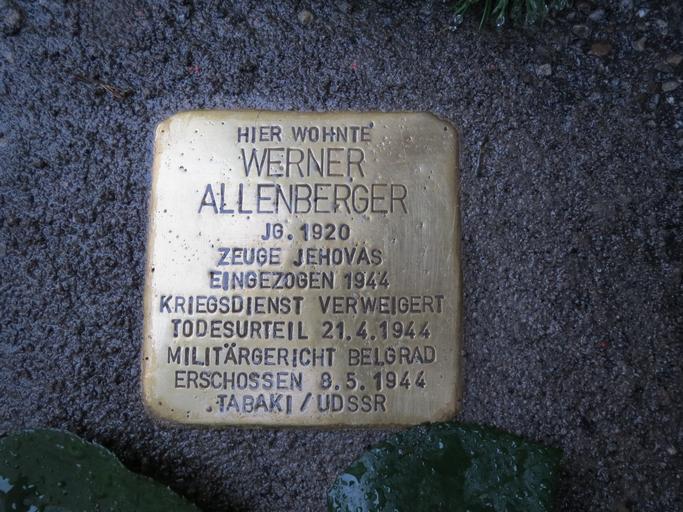 HIER WOHNTE
WERNER
ALLENBERGER
JG. 1920
ZEUGE JEHOVAS
EINGEZOGEN 1944
KRIEGSDIENST VERWEIGERT
TODESURTEIL 21.4.1944
MILITÄRGERICHT BELGRAD
ERSCHOSSEN 8.5.1944
TABAKI / UDSSR